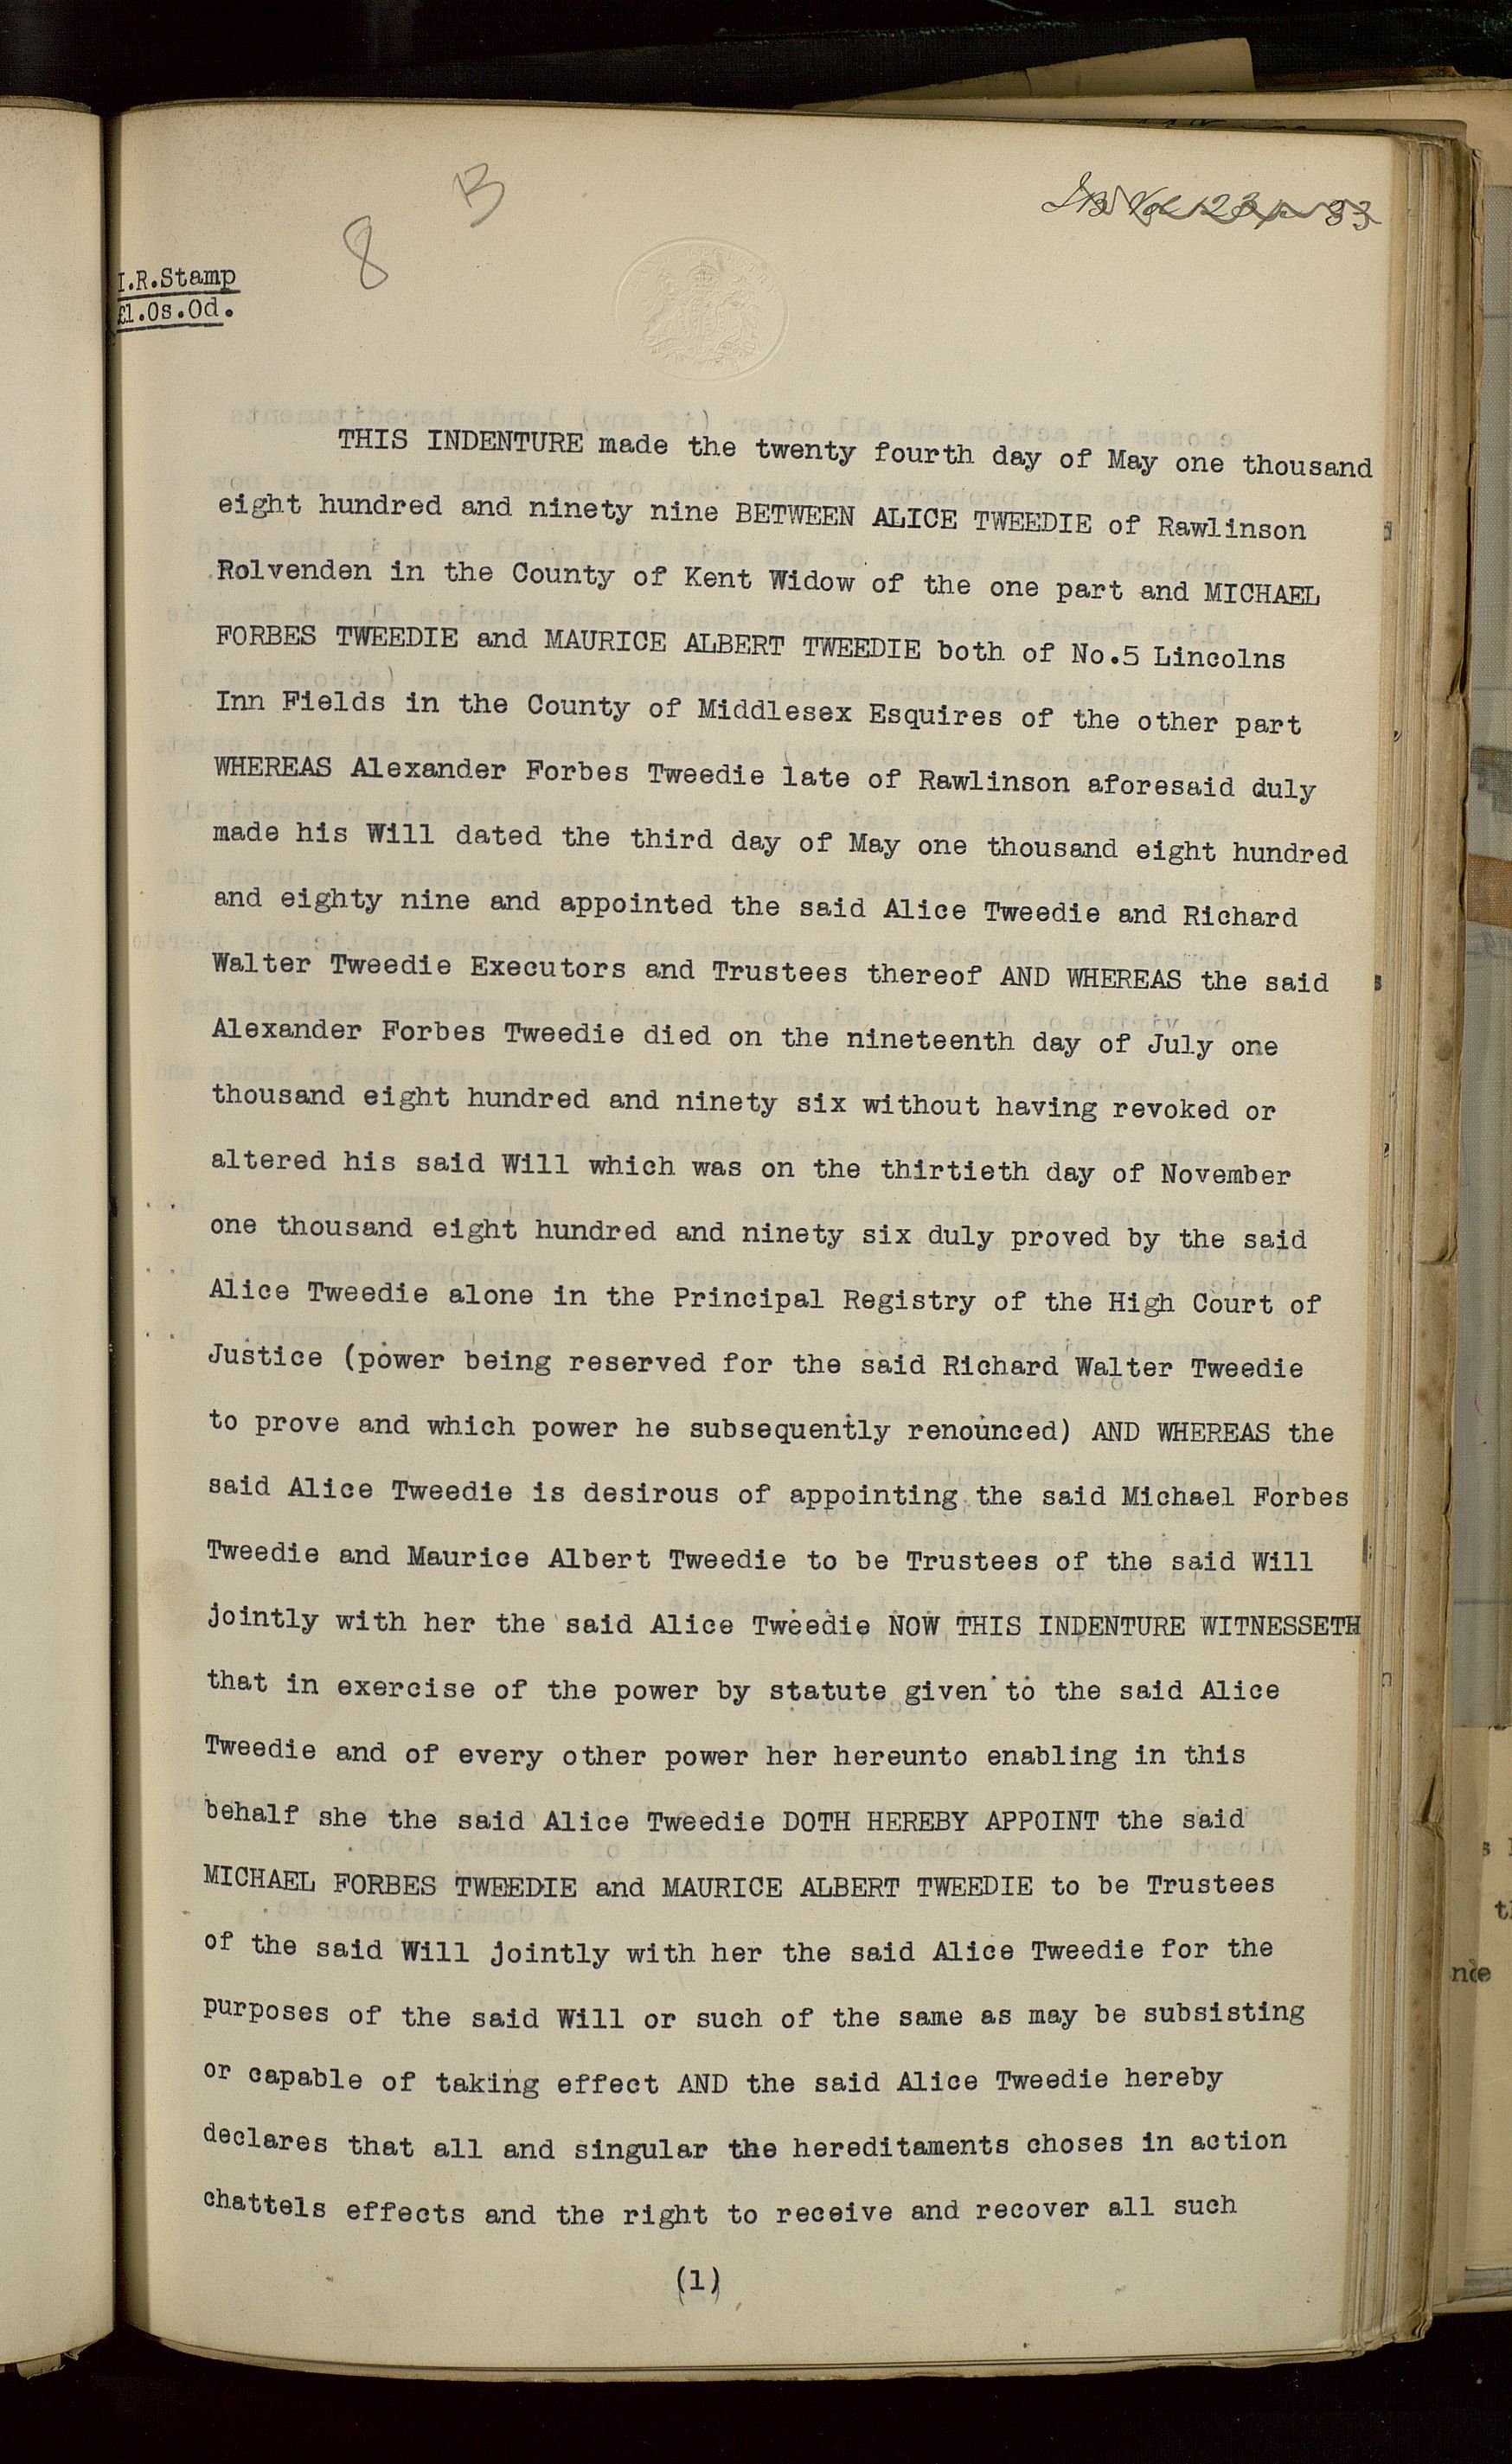 B
8
I.R.Stamp
£1.0s.0d.
THIS INDENTURE made the twenty fourth day of May one thousand
eight hundred and ninety nine BETWEEN ALICE TWEEDIE of Rawlinson
Rolvenden in the County of Kent Widow of the one part and MICHAEL
FORBES TWEEDIE and MAURICE ALBERT TWEEDIE both of No.5 Lincolns
Inn Fields in the County of Middlesex Esquires of the other part
WHEREAS Alexander Forbes Tweedie late of Rawlinson aforesaid duly
made his Will dated the third day of May one thousand eight hundred
and eighty nine and appointed the said Alice Tweedie and Richard
Walter Tweedie Executors and Trustees thereof AND WHEREAS the said
Alexander Forbes Tweedie died on the nineteenth day of July one
thousand eight hundred and ninety six without having revoked or
altered his said Will which was on the thirtieth day of November
one thousand eight hundred and ninety six duly proved by the said
Alice Tweedie alone in the Principal Registry of the High Court of
Justice (power being reserved for the said Richard Walter Tweedie
to prove and which power he subsequently renounced) AND WHEREAS the
said Alice Tweedie is desirous of appointing the said Michael Forbes
Tweedie and Maurice Albert Tweedie to be Trustees of the said Will
jointly with her the said Alice Tweedie NOW THIS INDENTURE WITNESSETH
that in exercise of the power by statute given to the said Alice
Tweedie and of every other power her hereunto enabling in this
behalf she the said Alice Tweedie DOTH HEREBY APPOINT the said
MICHAEL FORBES TWEEDIE and MAURICE ALBERT TWEEDIE to be Trustees
of the said Will jointly with her the said Alice Tweedie for the
purposes of the said Will or such of the same as may be subsisting
or capable of taking effect AND the said Alice Tweedie hereby
declares that all and singular the hereditaments choses in action
chattels effects and the right to receive and recover all such
(1)